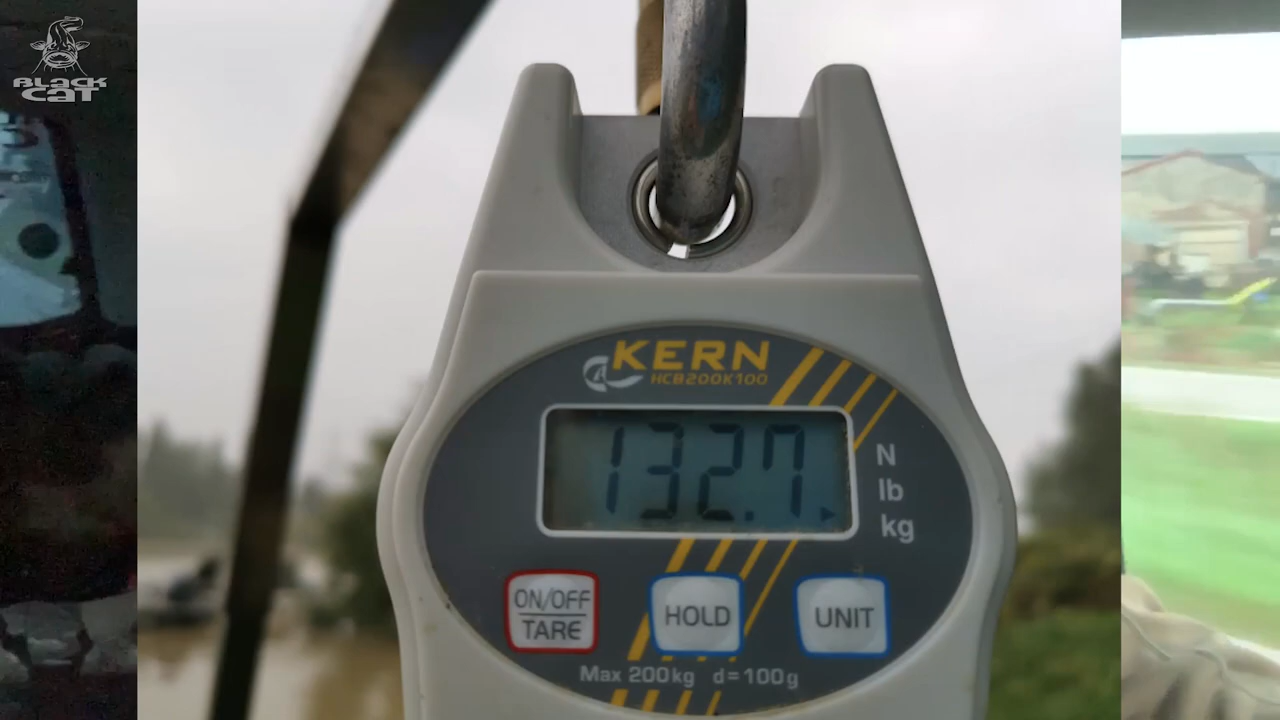 BLACK
CAT
KERN
HCB200K100
132.7
N
lb
kg
ON/OFF
TARE
HOLD
UNIT
Max 200kg d=100g